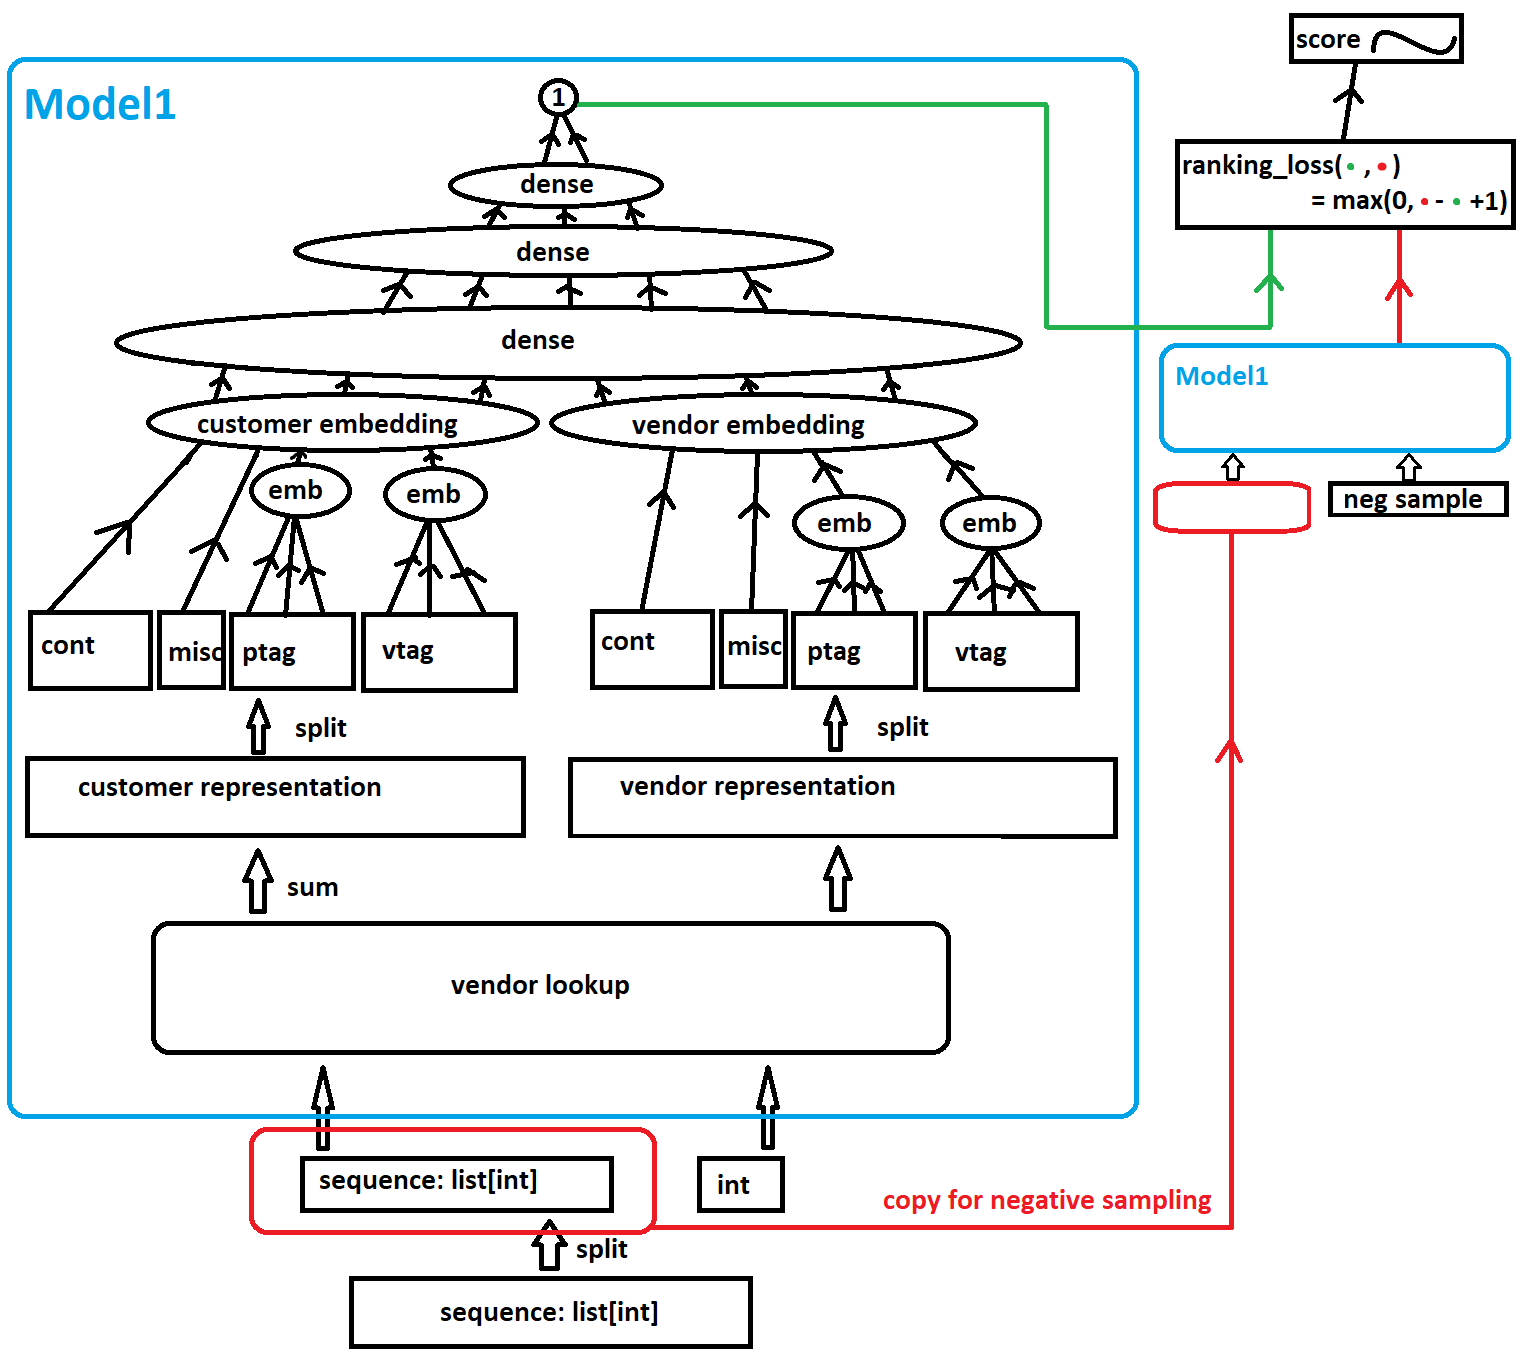 score
Model1
1
ranking_loss( , )
= max(0, - +1)
dense
dense
dense
Model1
customer embedding
vendor embedding
emb
emb
neg sample
emb
emb
cont
misc
ptag
vtag
cont
misc
ptag
vtag
split
split
customer representation
vendor representation
sum
vendor lookup
sequence: list[int]
int
copy for negative sampling
split
sequence: list[int]